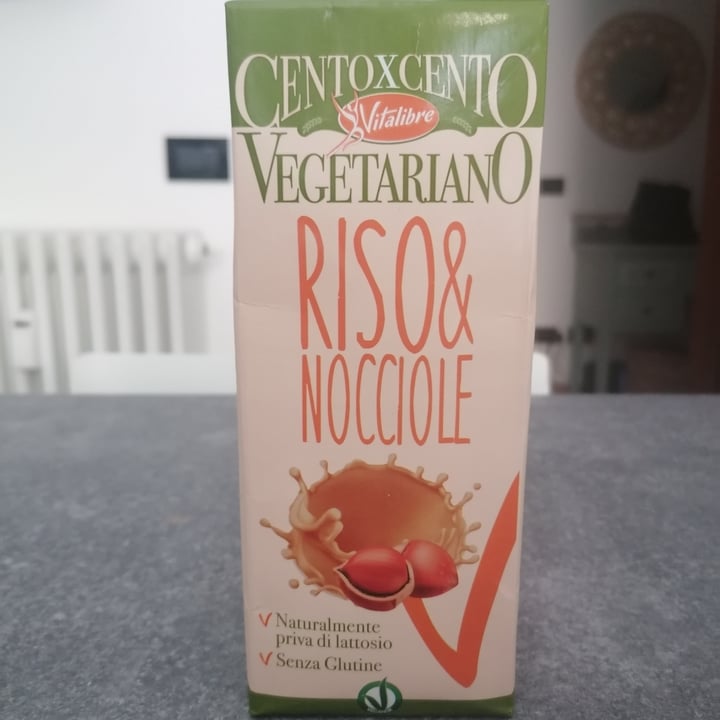 CENTOXCENTO
Vitalibre
VEGETARIANO
RISO&
NOCCIOLE
Naturalmente
priva di lattosio
Senza Glutine